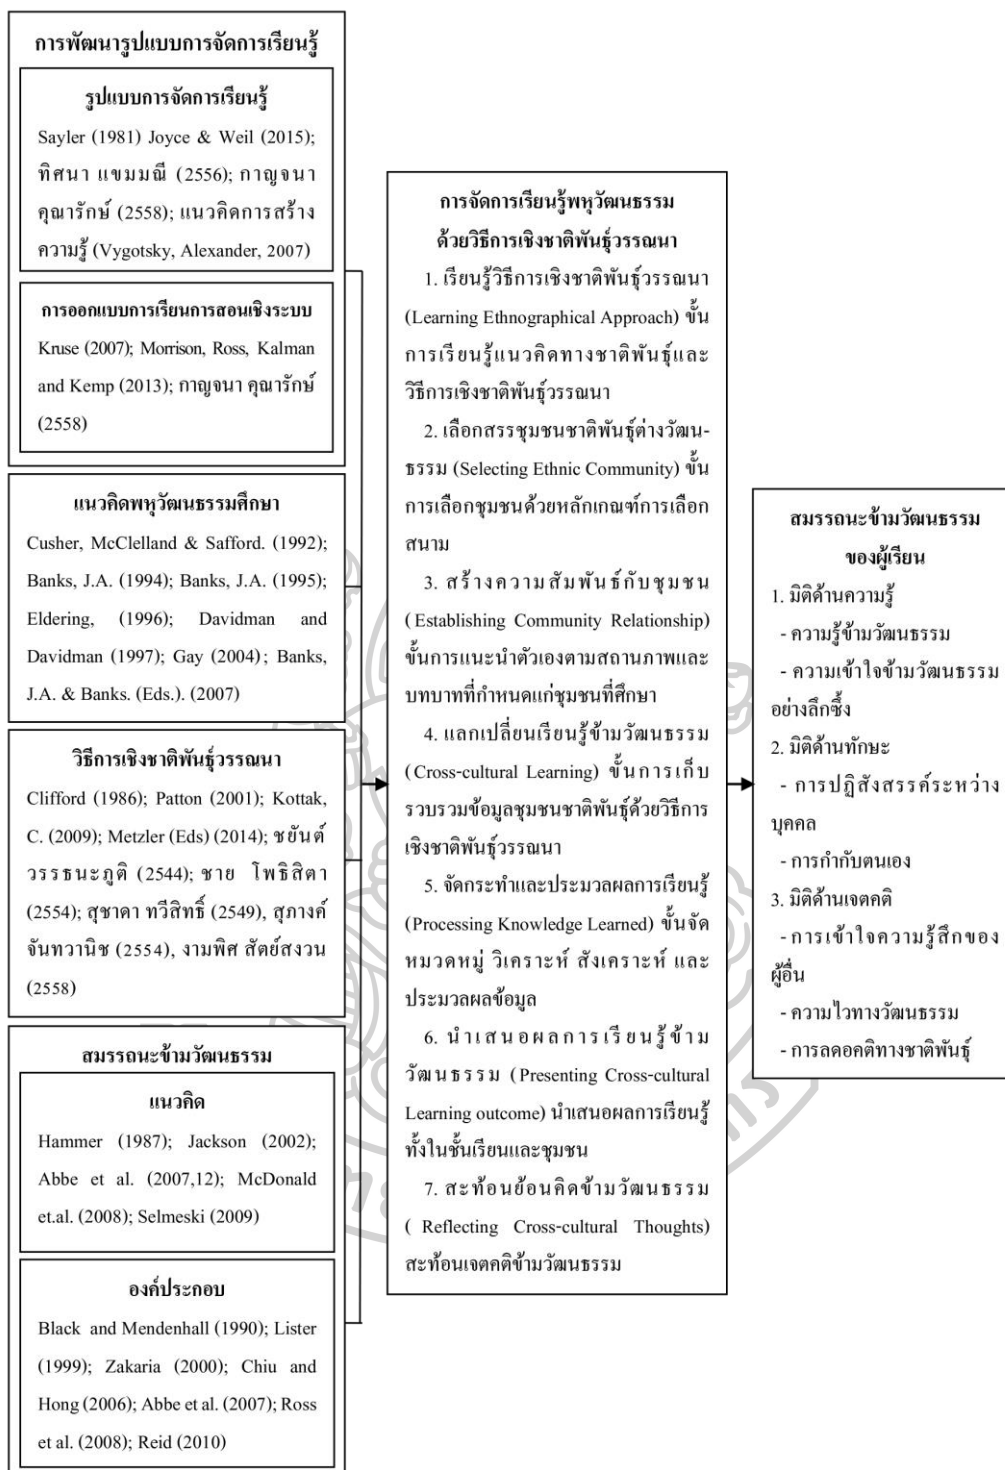 การพัฒนารูปแบบการจัดการเรียนรู้
รูปแบบการจัดการเรียนรู้
Sayler (1981) Joyce & Weil (2015);
ทิศนา แขมมณี (2556); กาญจนา
คุณารักษ์ (2558); แนวคิดการสร้าง
ความรู้ (Vygotsky, Alexander, 2007)
การออกแบบการเรียนการสอนเชิงระบบ
Kruse (2007); Morrison, Ross, Kalman
and Kemp (2013); กาญจนา คุณารักษ์
(2558)
แนวคิดพหุวัฒนธรรมศึกษา
Cusher, McClelland & Safford. (1992);
Banks, J.A. (1994); Banks, J.A. (1995);
Eldering, (1996); Davidman and
Davidman (1997); Gay (2004); Banks,
J.A. & Banks. (Eds.). (2007)
วิธีการเชิงชาติพันธุ์วรรณนา
Clifford (1986); Patton (2001); Kottak,
C. (2009); Metzler (Eds) (2014); ชยันต์
วรรธนะภูติ (2544); ชาย โพธิสิตา
(2554); สุชาดา ทวีสิทธิ์ (2549), สุภางค์
จันทวานิช (2554), งามพิศ สัตย์สงวน
(2558)
สมรรถนะข้ามวัฒนธรรม
แนวคิด
Hammer (1987); Jackson (2002);
Abbe et al. (2007,12); McDonald
et.al. (2008); Selmeski (2009)
องค์ประกอบ
Black and Mendenhall (1990); Lister
(1999); Zakaria (2000); Chiu and
Hong (2006); Abbe et al. (2007); Ross
et al. (2008); Reid (2010)
การจัดการเรียนรู้พหุวัฒนธรรม
ด้วยวิธีการเชิงชาติพันธุ์วรรณนา
1. เรียนรู้วิธีการเชิงชาติพันธุ์วรรณนา
(Learning Ethnographical Approach) ขั้น
การเรียนรู้แนวคิดทางชาติพันธุ์และ
วิธีการเชิงชาติพันธุ์วรรณนา
2. เลือกสรรชุมชนชาติพันธุ์ต่างวัฒน-
ธรรม (Selecting Ethnic Community) ขั้น
การเลือกชุมชนด้วยหลักเกณฑ์การเลือก
สนาม
3. สร้างความสัมพันธ์กับชุมชน
(Establishing Community Relationship)
ขั้นการแนะนำตัวเองตามสถานภาพและ
บทบาทที่กำหนดแก่ชุมชนที่ศึกษา
4. แลกเปลี่ยนเรียนรู้ข้ามวัฒนธรรม
(Cross-cultural Learning) ขั้นการเก็บ
รวบรวมข้อมูลชุมชนชาติพันธุ์ด้วยวิธีการ
เชิงชาติพันธุ์วรรณนา
5. จัดกระทำและประมวลผลการเรียนรู้
(Processing Knowledge Learned) ขั้นจัด
หมวดหมู่ วิเคราะห์ สังเคราะห์ และ
ประมวลผลข้อมูล
6. นำเสนอผลการเรียนรู้ข้าม
วัฒนธรรม (Presenting Cross-cultural
Learning outcome) นำเสนอผลการเรียนรู้
ทั้งในชั้นเรียนและชุมชน
7. สะท้อนย้อนคิดข้ามวัฒนธรรม
( Reflecting Cross-cultural Thoughts)
สะท้อนเจตคติข้ามวัฒนธรรม
สมรรถนะข้ามวัฒนธรรม
ของผู้เรียน
1. มิติด้านความรู้
- ความรู้ข้ามวัฒนธรรม
- ความเข้าใจข้ามวัฒนธรรม
อย่างลึกซึ้ง
2. มิติด้านทักษะ
- การปฏิสังสรรค์ระหว่าง
บุคคล
- การกำกับตนเอง
3. มิติด้านเจตคติ
- การเข้าใจความรู้สึกของ
ผู้อื่น
- ความไวทางวัฒนธรรม
- การลดอคติทางชาติพันธุ์